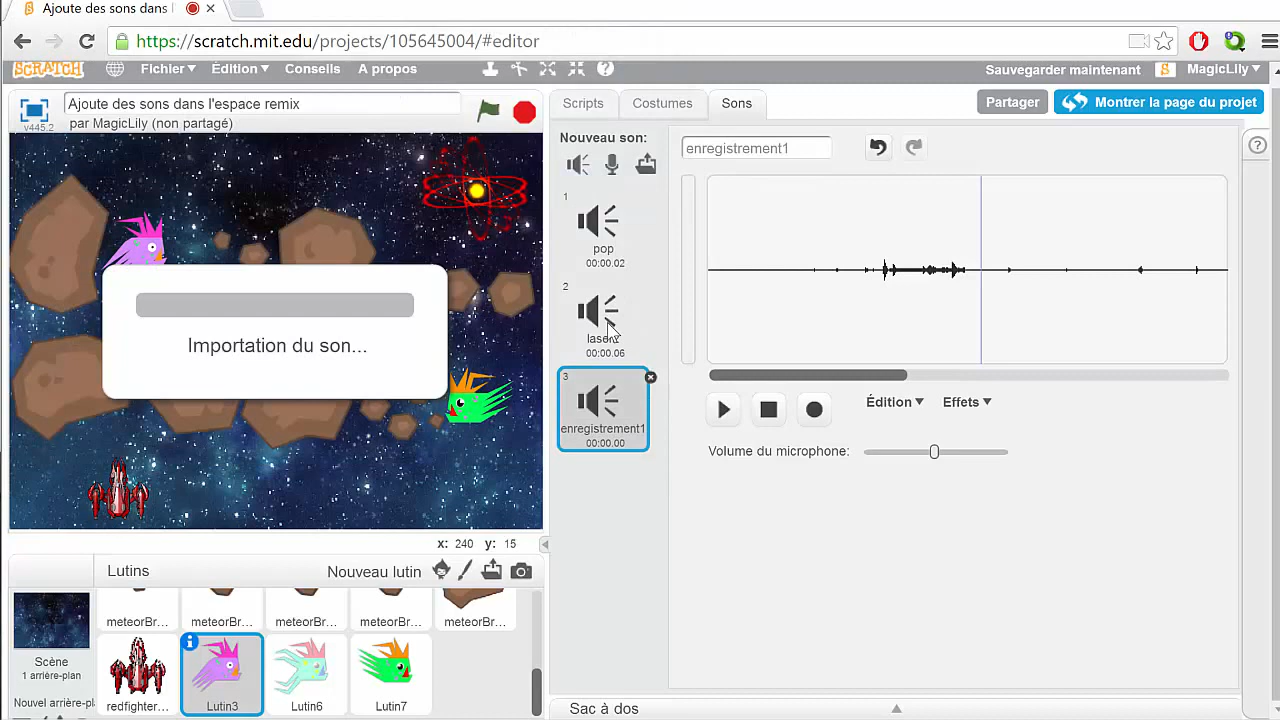 Ajoute des sons dans l
https://scratch.mit.edu/projects/105645004/#editor
SCRATCH Fichier Édition Conseils A propos Sauvegarder maintenant MagicLily
v445.2 Ajoute des sons dans l'espace remix
par MagicLily (non partagé)
Scripts Costumes Sons Partager Montrer la page du projet
Nouveau son:
enregistrement1
1
pop
00:00.02
2
00:00.06
3
enregistrement1
00:00.00
Importation du son...
Édition Effets
Volume du microphone:
x: 240 y: 15
Lutins Nouveau lutin
meteorBr... meteorBr... meteorBr... meteorBr... meteorBr...
Scène
1 arrière-plan
Nouvel arrière-pl
redfighter... Lutin3 Lutin6 Lutin7
Sac à dos